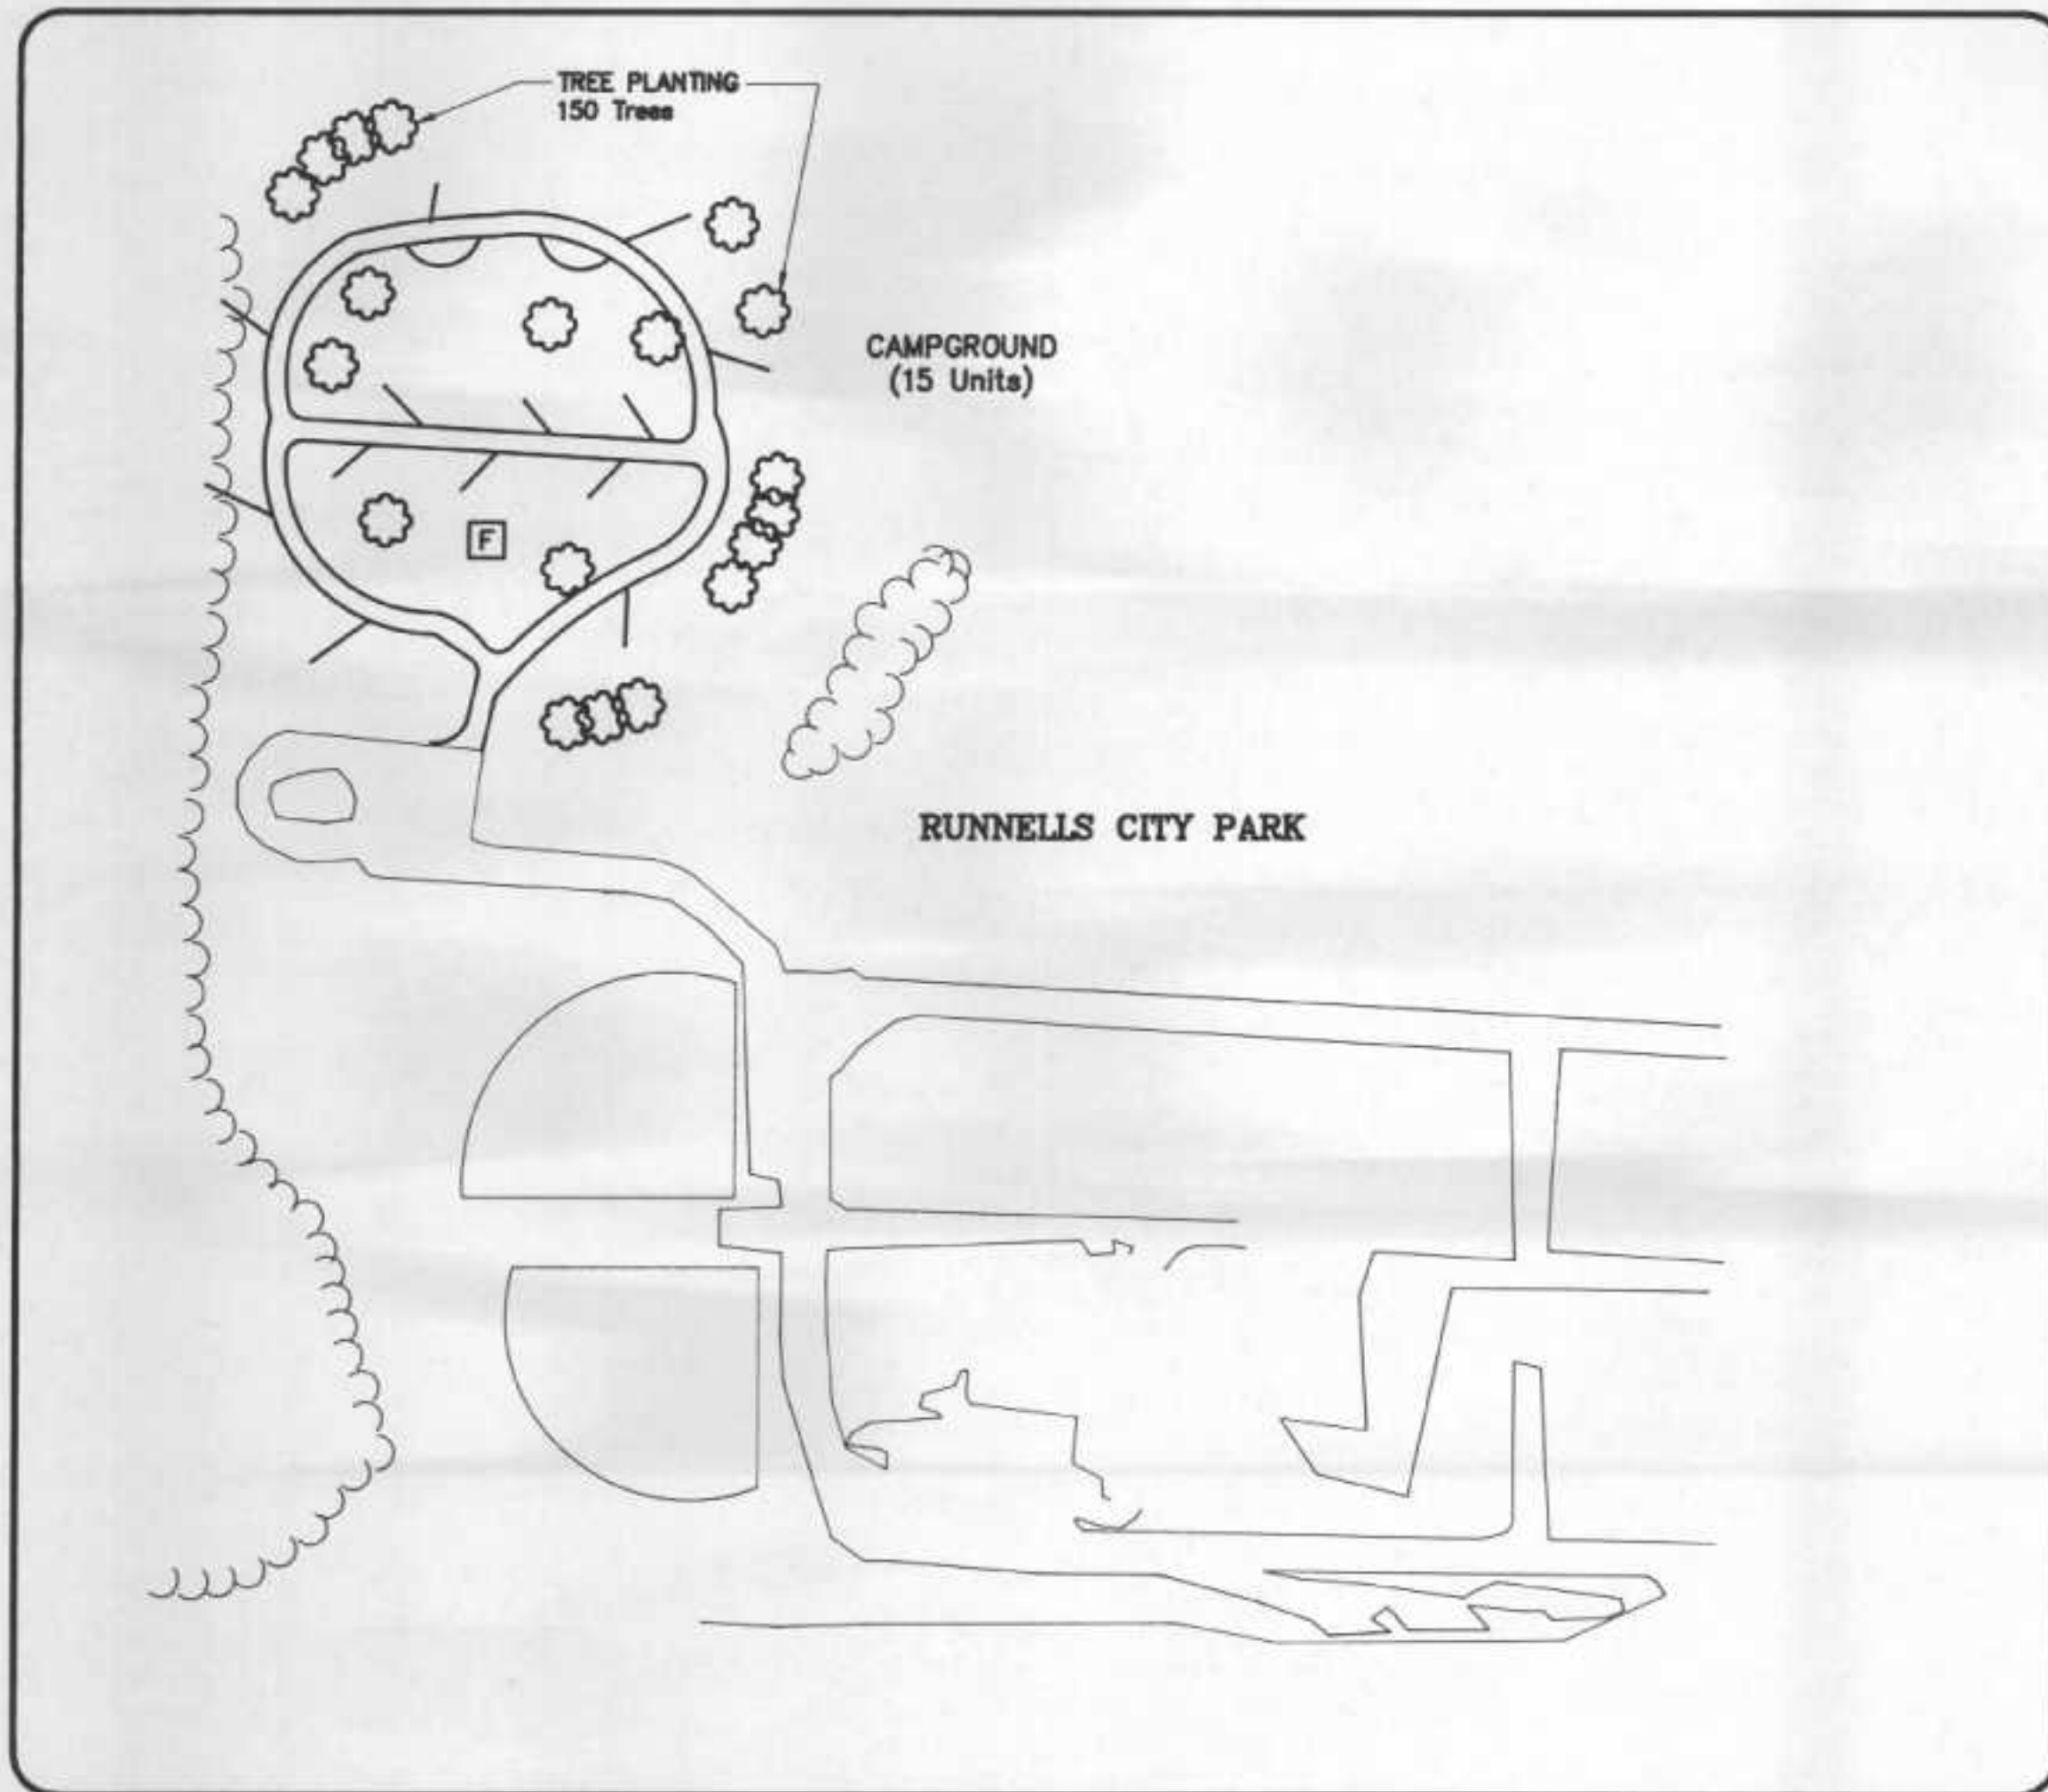 TREE PLANTING
150 Trees
CAMPGROUND
(15 Units)
F
RUNNELLS CITY PARK